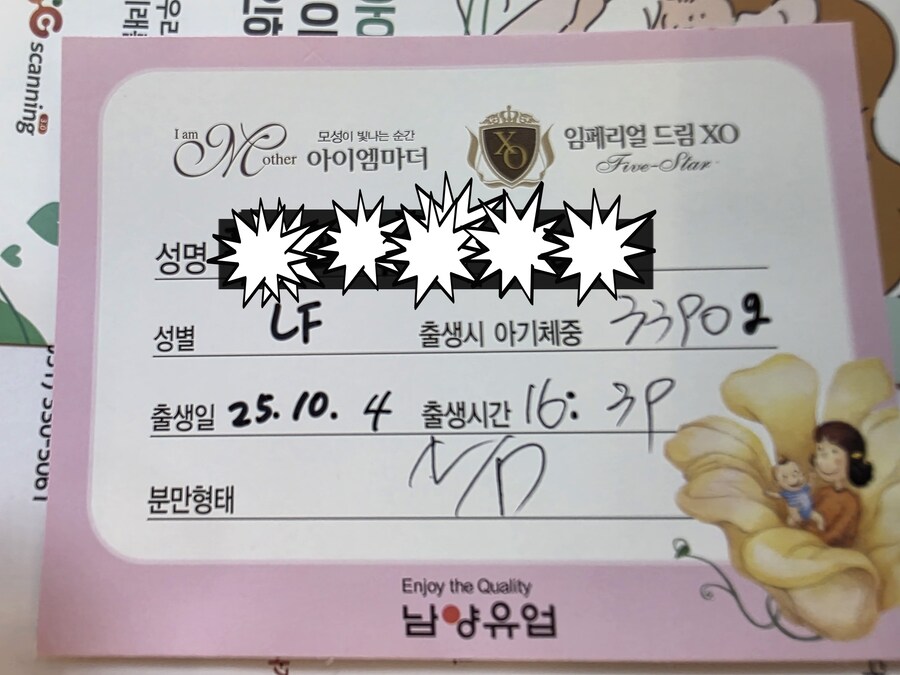 I am Mother 모성이 빛나는 순간 아이엠마더
XO 임페리얼 드림 XO
Five-Star
성명
성별 LF 출생시 아기체중 3390g
출생일 25. 10. 4 출생시간 16: 39
분만형태 N/D
Enjoy the Quality
남양유업
scanning